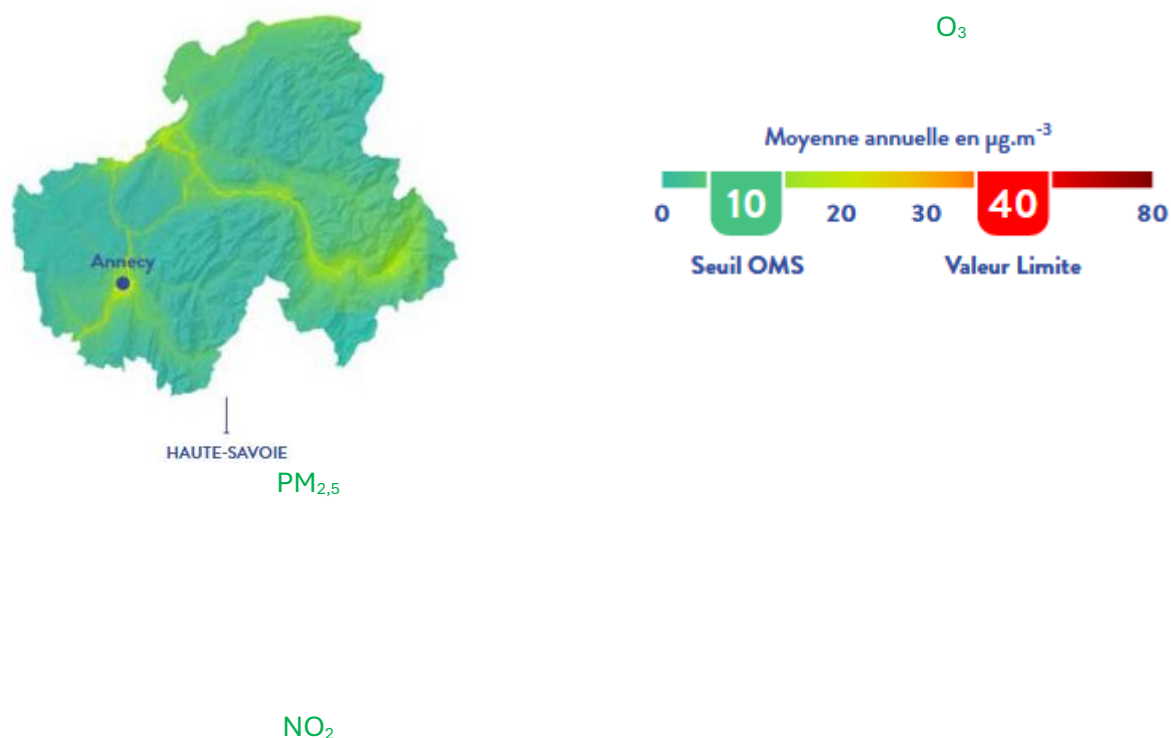 O₃
Moyenne annuelle en µg.m⁻³
0 10 20 30 40 80
Seuil OMS Valeur Limite
Annecy
HAUTE-SAVOIE
PM₂,₅
NO₂